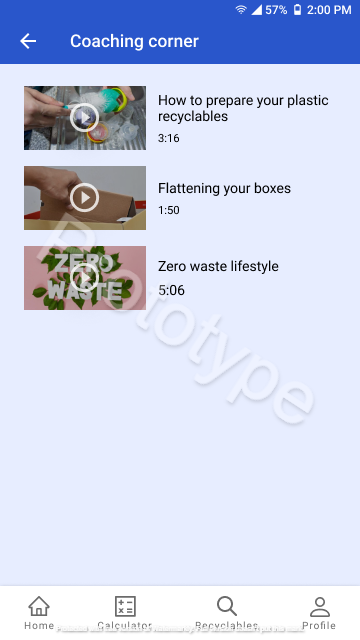 57% 2:00 PM
Coaching corner
How to prepare your plastic
recyclables
3:16
Flattening your boxes
1:50
ZERO
WASTE
Zero waste lifestyle
5:06
Prototype
Home Calculator Recyclables Profile